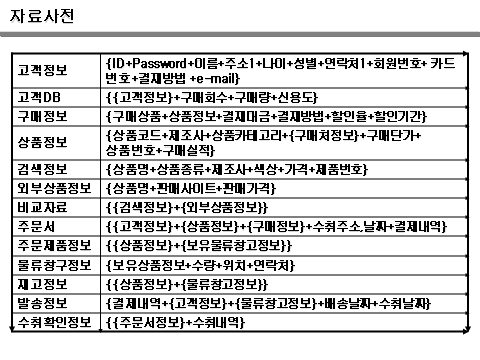 자료사전
고객정보 {ID+Password+이름+주소1+나이+성별+연락처1+회원번호+ 카드
번호+결재방법 +e-mail}
고객DB {{고객정보}+구매회수+구매량+신용도}
구매정보 {구매상품+상품정보+결재대금+결재방법+할인율+할인기간}
상품정보 {상품코드+제조사+상품카테고리+{구매처정보}+구매단가+
상품번호+구매실적}
검색정보 {상품명+상품종류+제조사+색상+가격+제품번호}
외부상품정보 {상품명+판매사이트+판매가격}
비교자료 {{검색정보}+{외부상품정보}}
주문서 {{고객정보}+{상품정보}+{구매정보}+수취주소,날짜+결제내역}
주문제품정보 {{상품정보}+{보유물류창고정보}}
물류창구정보 {보유상품정보+수량+위치+연락처}
재고정보 {{상품정보}+{물류창고정보}}
발송정보 {결재내역+{고객정보}+{물류창고정보}+배송날짜+수취날짜}
수취확인정보 {{주문서정보}+수취내역}